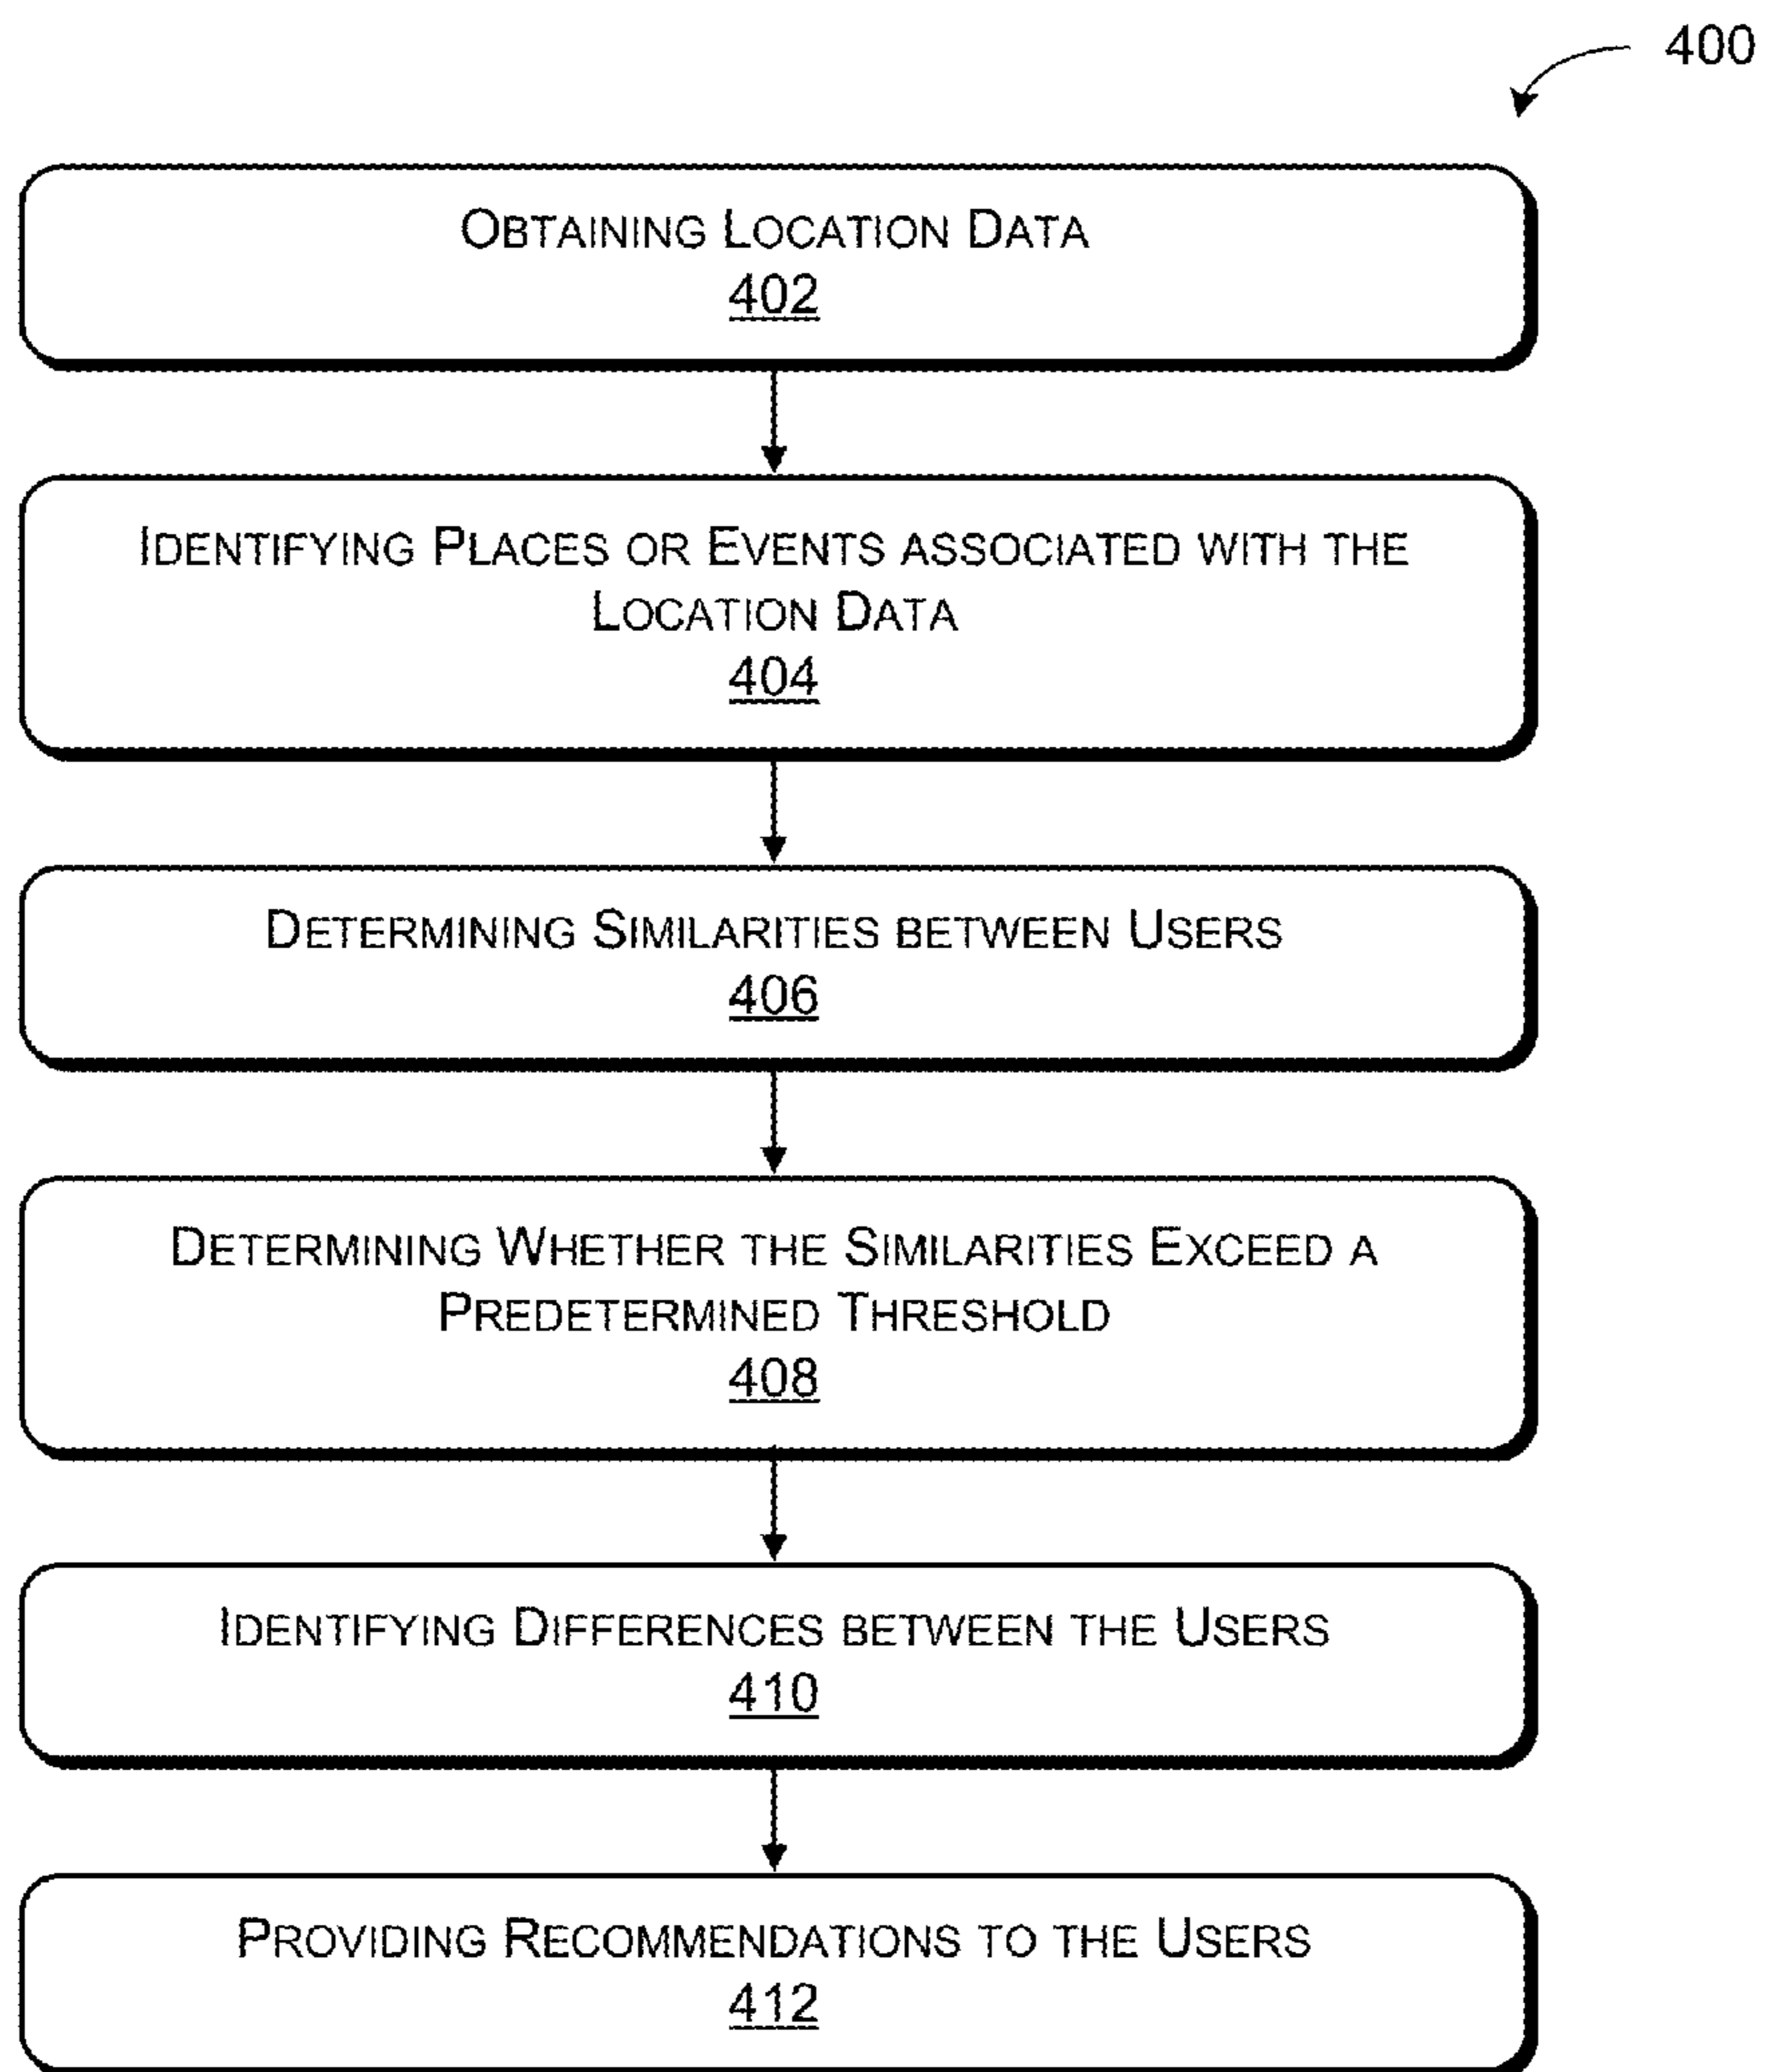 400
OBTAINING LOCATION DATA
402
IDENTIFYING PLACES OR EVENTS ASSOCIATED WITH THE
LOCATION DATA
404
DETERMINING SIMILARITIES BETWEEN USERS
406
DETERMINING WHETHER THE SIMILARITIES EXCEED A
PREDETERMINED THRESHOLD
408
IDENTIFYING DIFFERENCES BETWEEN THE USERS
410
PROVIDING RECOMMENDATIONS TO THE USERS
412